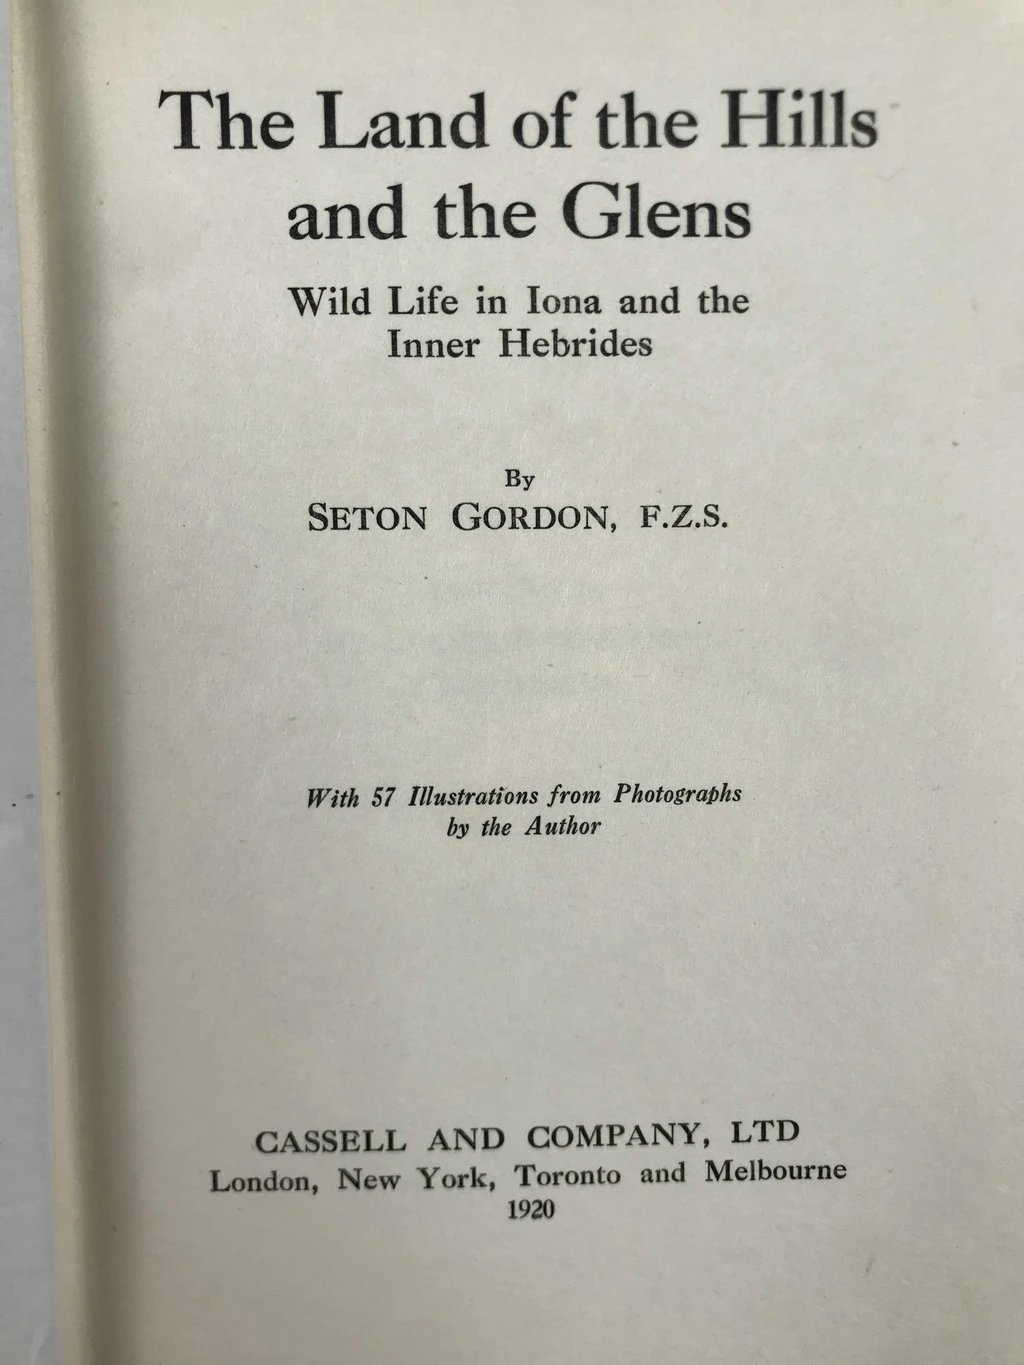 The Land of the Hills
and the Glens
Wild Life in Iona and the
Inner Hebrides
By
SETON GORDON, F.Z.S.
With 57 Illustrations from Photographs
by the Author
CASSELL AND COMPANY, LTD
London, New York, Toronto and Melbourne
1920